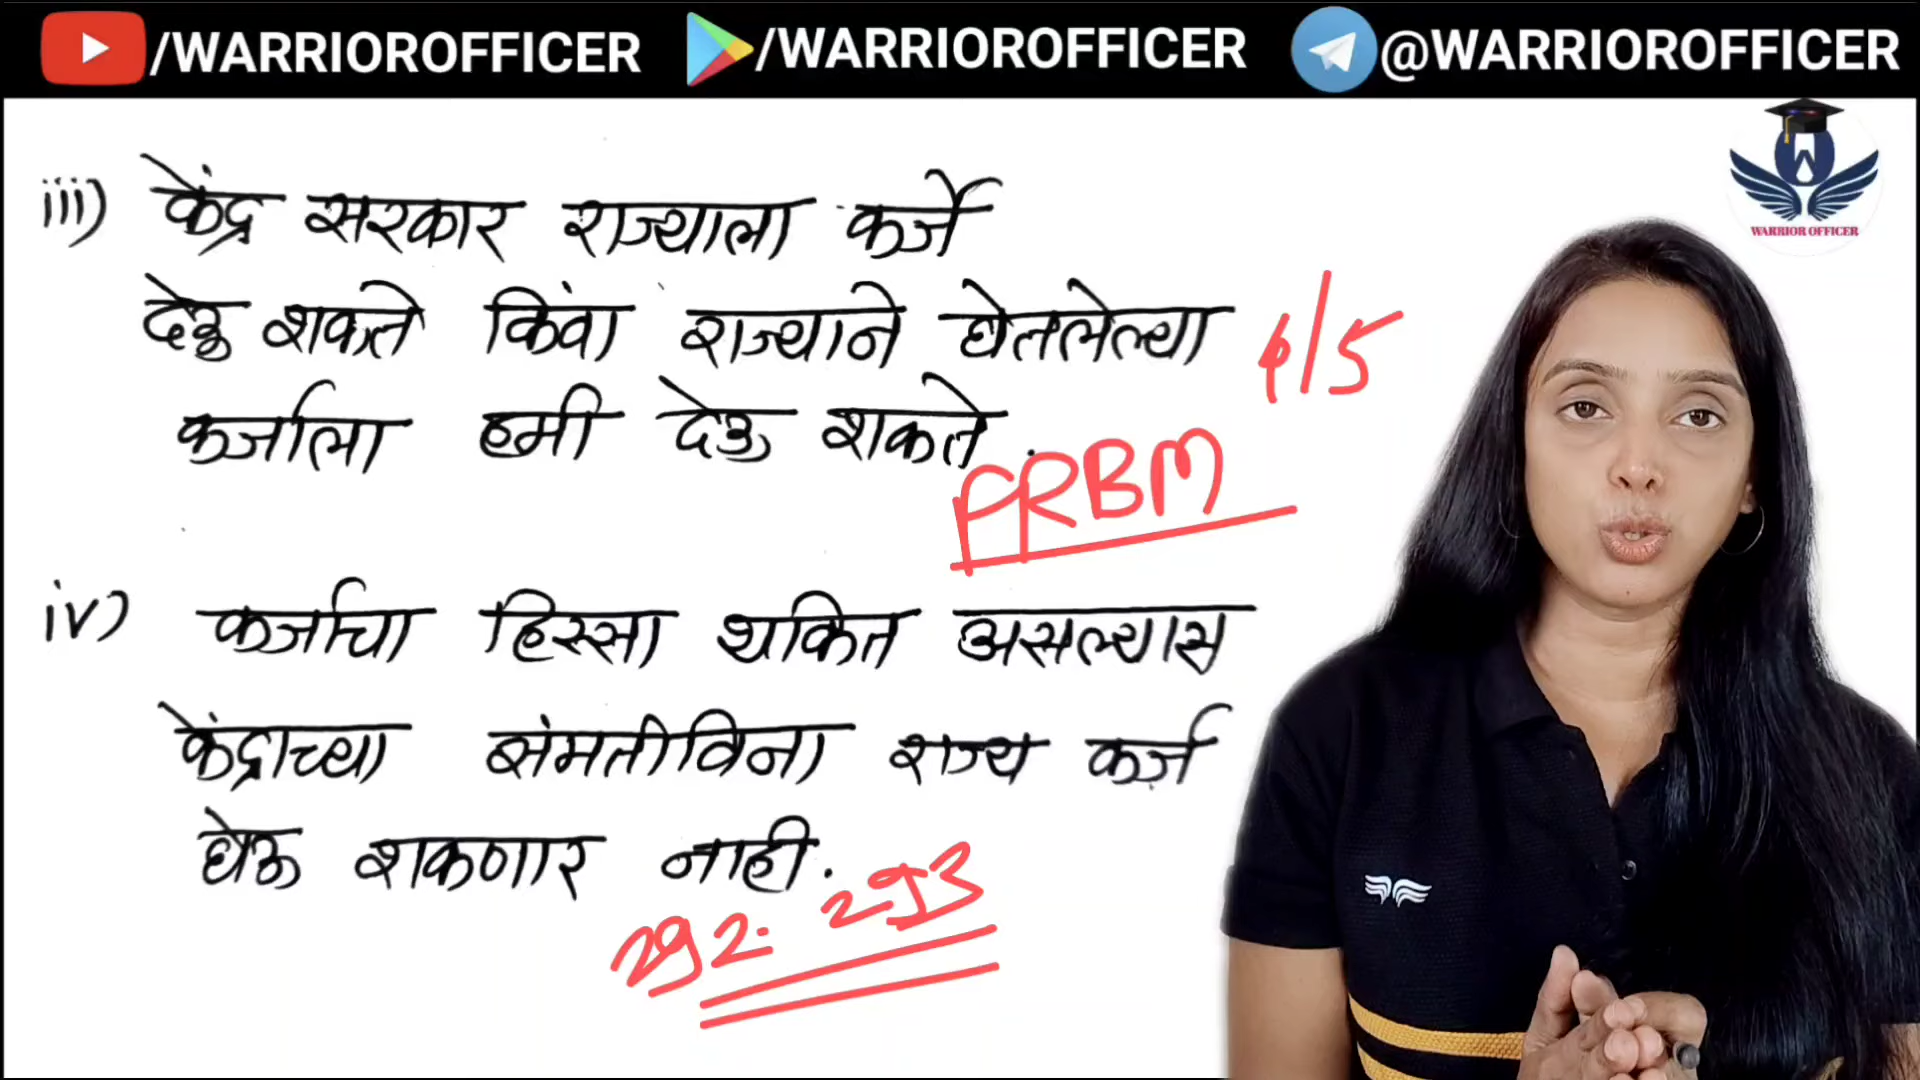 /WARRIOROFFICER /WARRIOROFFICER @WARRIOROFFICER
WARRIOR OFFICER
iii) केंद्र सरकार राज्याला कर्जे
देऊ शकते किंवा राज्याने घेतलेल्या
कर्जाला हमी देऊ शकते.
/5
FRBM
iv) कर्जाचा हिस्सा थकित असल्यास
केंद्राच्या संमतीविना राज्य कर्ज
घेऊ शकणार नाही.
292. 293